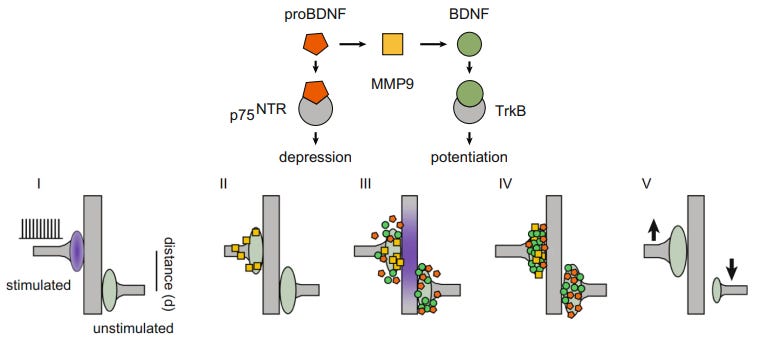 proBDNF
BDNF
MMP9
p75NTR
TrkB
depression
potentiation
I
II
III
IV
V
stimulated
distance (d)
unstimulated